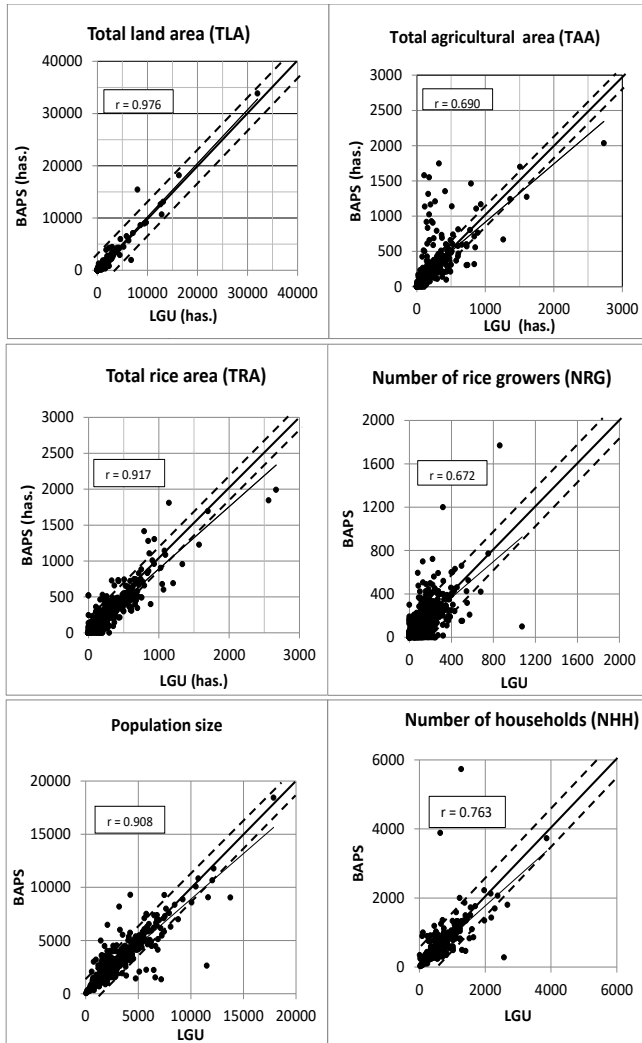 Total land area (TLA)
40000
r = 0.976
30000
BAPS (has.)
20000
10000
0
0 10000 20000 30000 40000
LGU (has.)
Total agricultural area (TAA)
3000
r = 0.690
2500
2000
BAPS (has.)
1500
1000
500
0
0 1000 2000 3000
LGU (has.)
Total rice area (TRA)
3000
2500
r = 0.917
2000
BAPS (has.)
1500
1000
500
0
0 1000 2000 3000
LGU (has.)
Number of rice growers (NRG)
2000
1600
r = 0.672
1200
BAPS
800
400
0
0 400 800 1200 1600 2000
LGU
Population size
20000
r = 0.908
15000
BAPS
10000
5000
0
0 5000 10000 15000 20000
LGU
Number of households (NHH)
6000
r = 0.763
4000
BAPS
2000
0
0 2000 4000 6000
LGU